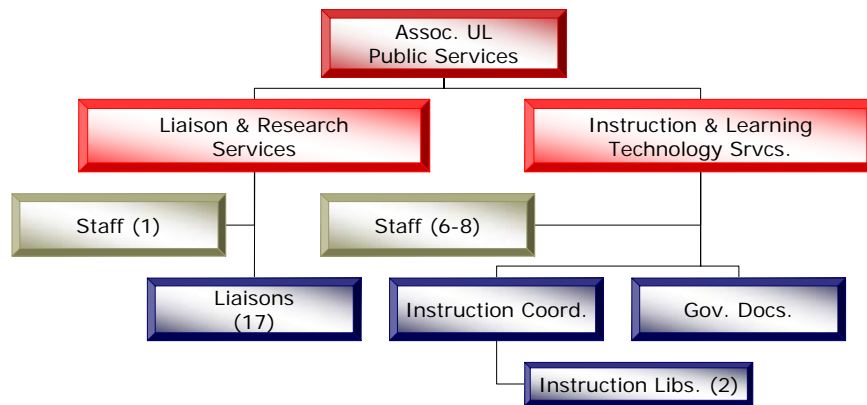 Assoc. UL
Public Services
Liaison & Research
Services
Instruction & Learning
Technology Srvcs.
Staff (1)
Staff (6-8)
Liaisons
(17)
Instruction Coord.
Gov. Docs.
Instruction Libs. (2)